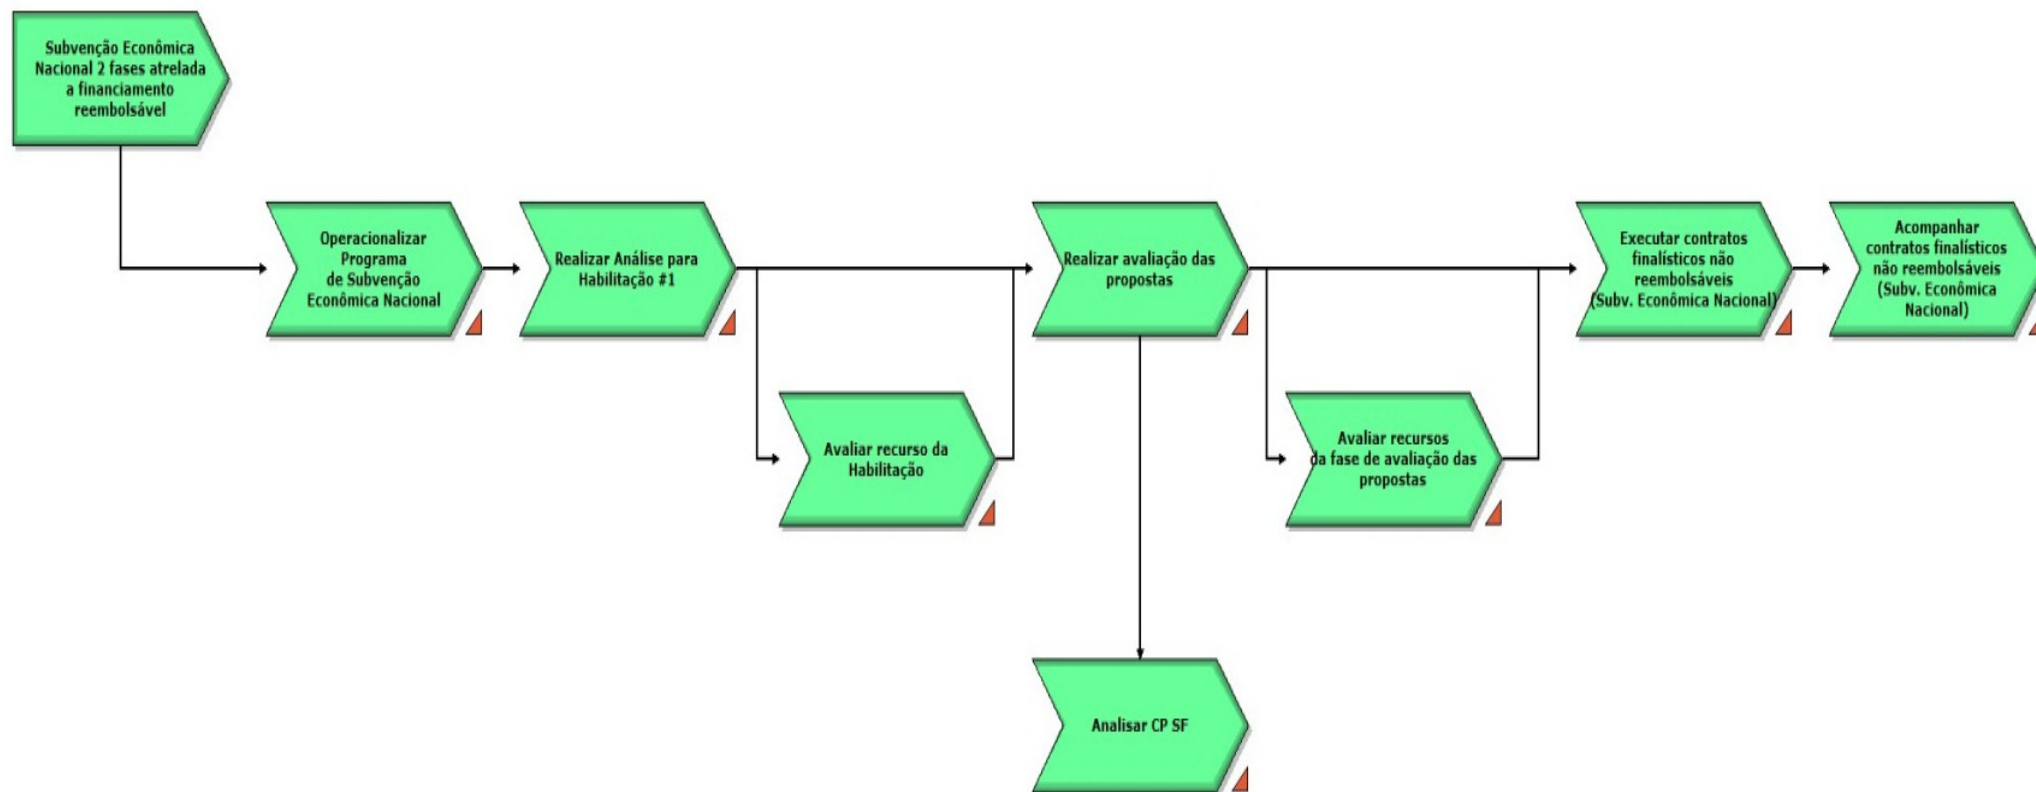 Subvenção Econômica
Nacional 2 fases atrelada
a financiamento
reembolsável
Operacionalizar
Programa
de Subvenção
Econômica Nacional
Realizar Análise para
Habilitação #1
Realizar avaliação das
propostas
Executar contratos
finalísticos não
reembolsáveis
(Subv. Econômica Nacional)
Acompanhar
contratos finalísticos
não reembolsáveis
(Subv. Econômica
Nacional)
Avaliar recurso da
Habilitação
Avaliar recursos
da fase de avaliação das
propostas
Analisar CP SF